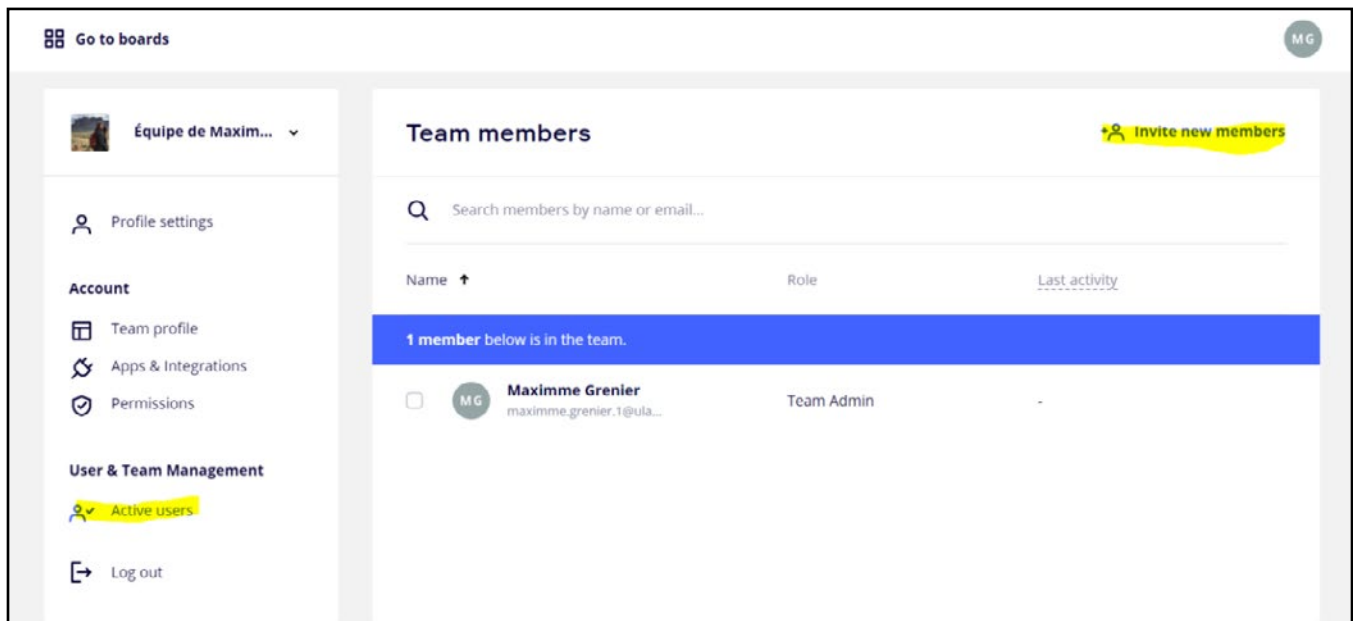 Go to boards
MG
Équipe de Maxim...
Team members
Invite new members
Profile settings
Search members by name or email...
Account
Name
Role
Last activity
Team profile
1 member below is in the team.
Apps & Integrations
Permissions
MG
Maximme Grenier
maximme.grenier.1@ula...
Team Admin
-
User & Team Management
Active users
Log out